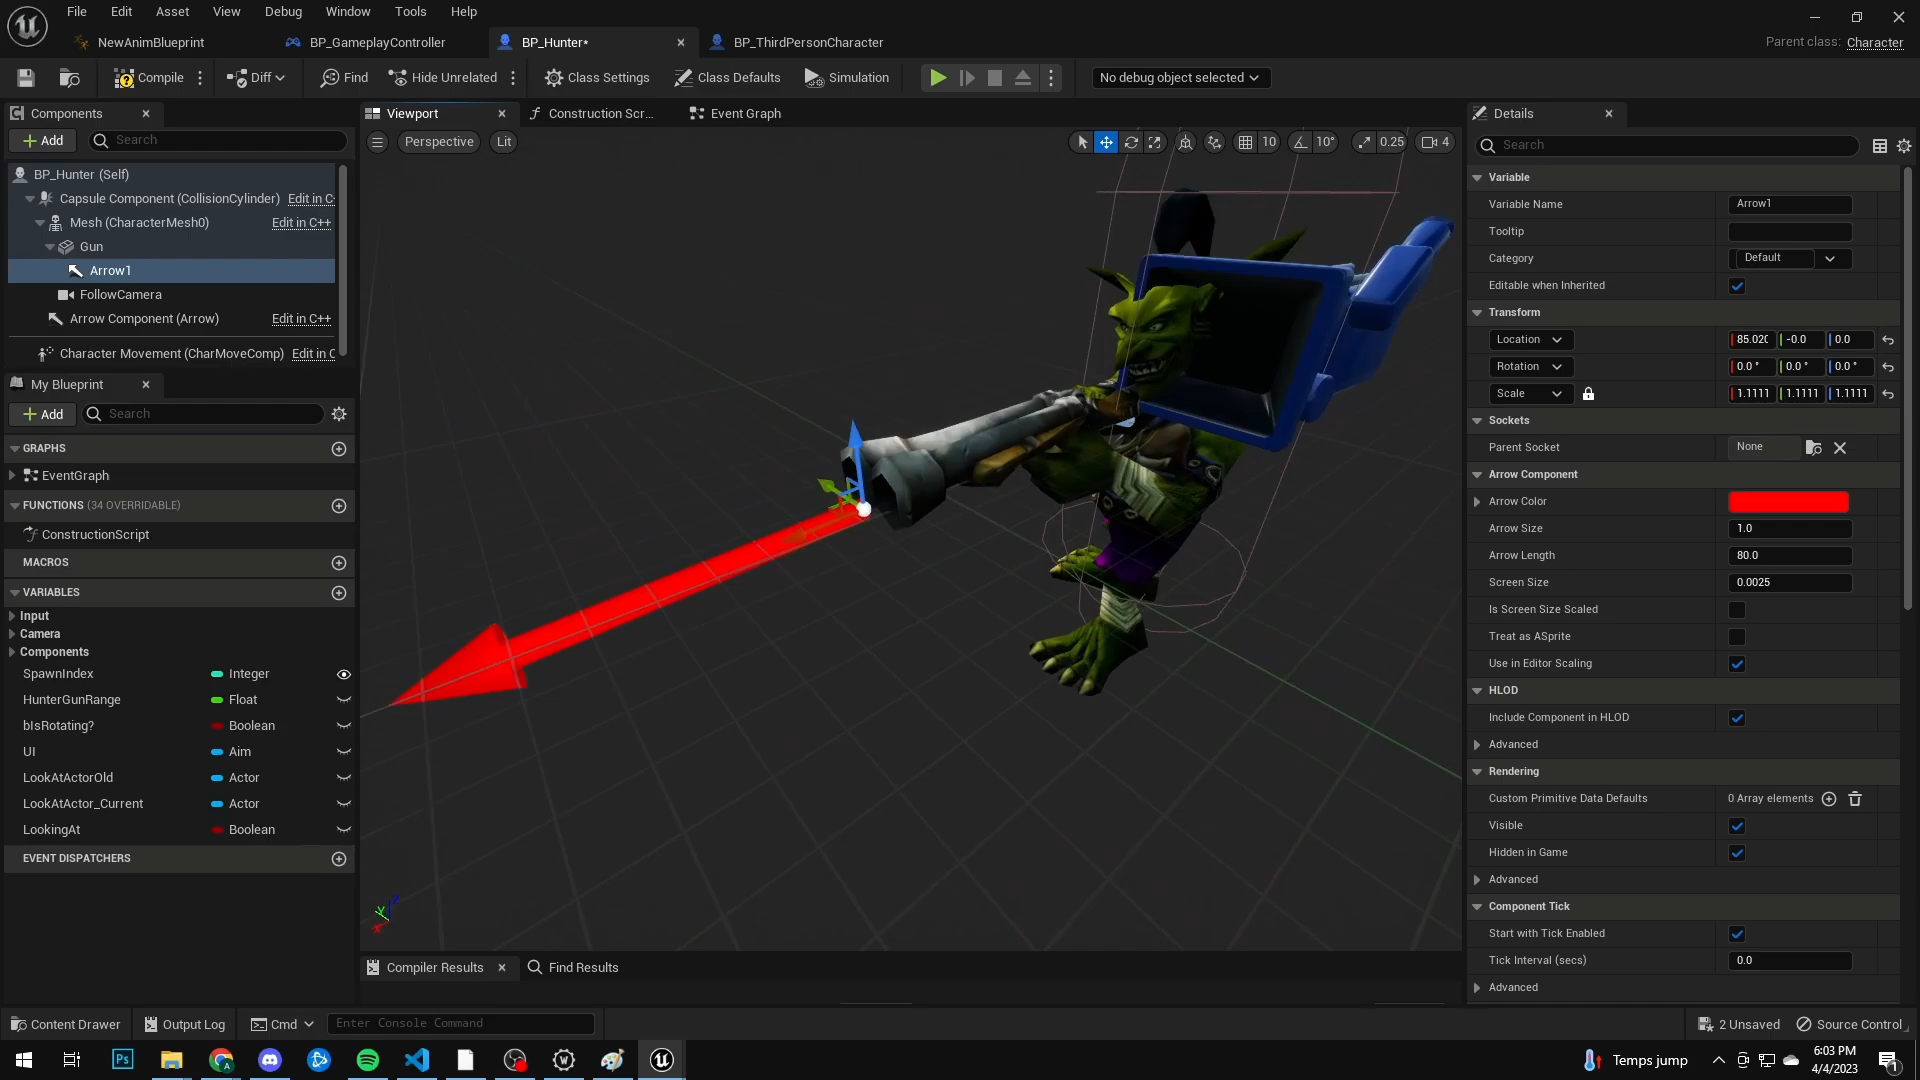 File Edit Asset View Debug Window Tools Help
NewAnimBlueprint BP_GameplayController BP_Hunter* BP_ThirdPersonCharacter Parent class: Character
Compile Diff Find Hide Unrelated Class Settings Class Defaults Simulation No debug object selected
Components
Add Search
BP_Hunter (Self)
Capsule Component (CollisionCylinder) Edit in C
Mesh (CharacterMesh0) Edit in C++
Gun
Arrow1
FollowCamera
Arrow Component (Arrow) Edit in C++
Character Movement (CharMoveComp) Edit in C
My Blueprint
Add Search
GRAPHS
EventGraph
FUNCTIONS (34 OVERRIDABLE)
ConstructionScript
MACROS
VARIABLES
Input
Camera
Components
SpawnIndex Integer
HunterGunRange Float
bIsRotating? Boolean
UI Aim
LookAtActorOld Actor
LookAtActor_Current Actor
LookingAt Boolean
EVENT DISPATCHERS
Viewport Construction Scr... Event Graph
Perspective Lit 10 10° 0.25 4
Z
Y
X
Compiler Results Find Results
Details
Search
Variable
Variable Name Arrow1
Tooltip
Category Default
Editable when Inherited
Transform
Location 85.020 -0.0 0.0
Rotation 0.0 ° 0.0 ° 0.0 °
Scale 1.1111 1.1111 1.1111
Sockets
Parent Socket None
Arrow Component
Arrow Color
Arrow Size 1.0
Arrow Length 80.0
Screen Size 0.0025
Is Screen Size Scaled
Treat as ASprite
Use in Editor Scaling
HLOD
Include Component in HLOD
Advanced
Rendering
Custom Primitive Data Defaults 0 Array elements
Visible
Hidden in Game
Advanced
Component Tick
Start with Tick Enabled
Tick Interval (secs) 0.0
Advanced
Content Drawer Output Log Cmd Enter Console Command 2 Unsaved Source Control
Ps Temps jump 6:03 PM
4/4/2023 1